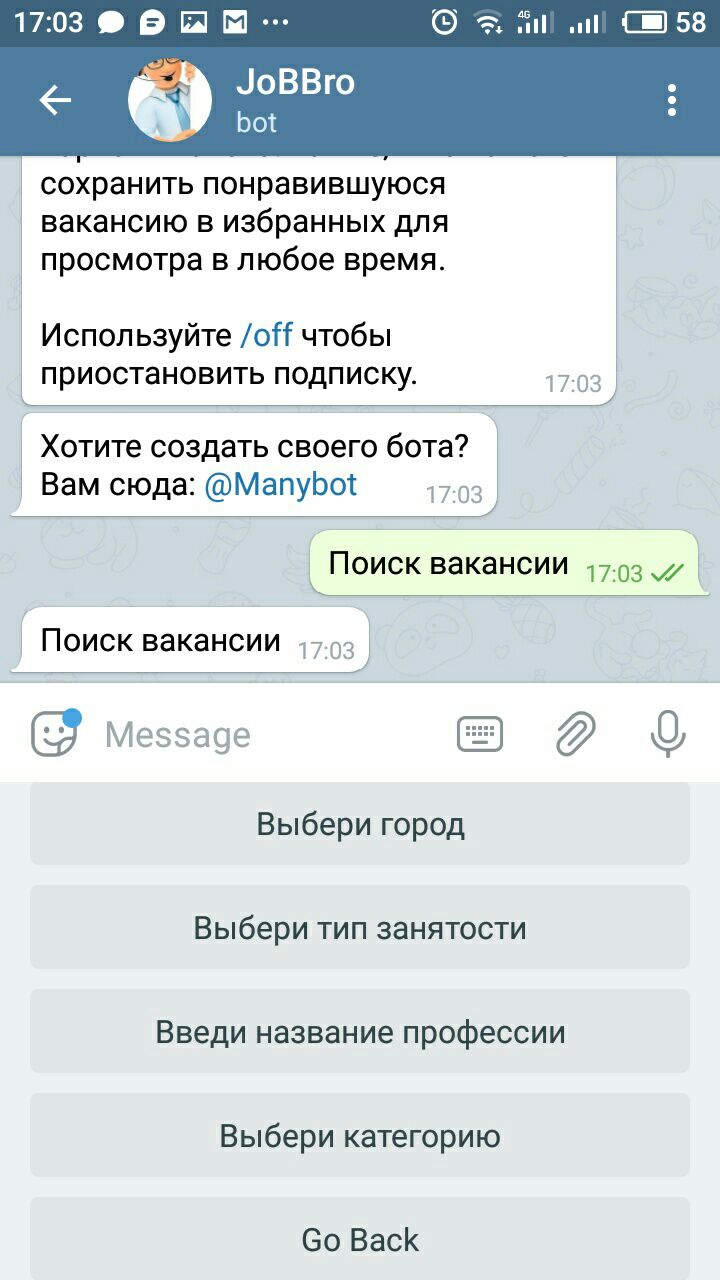 17:03
4G
58
JoBBro
bot
сохранить понравившуюся
вакансию в избранных для
просмотра в любое время.
Используйте /off чтобы
приостановить подписку.
17:03
Хотите создать своего бота?
Вам сюда: @Manybot
17:03
Поиск вакансии
17:03
Поиск вакансии
17:03
Message
Выбери город
Выбери тип занятости
Введи название профессии
Выбери категорию
Go Back